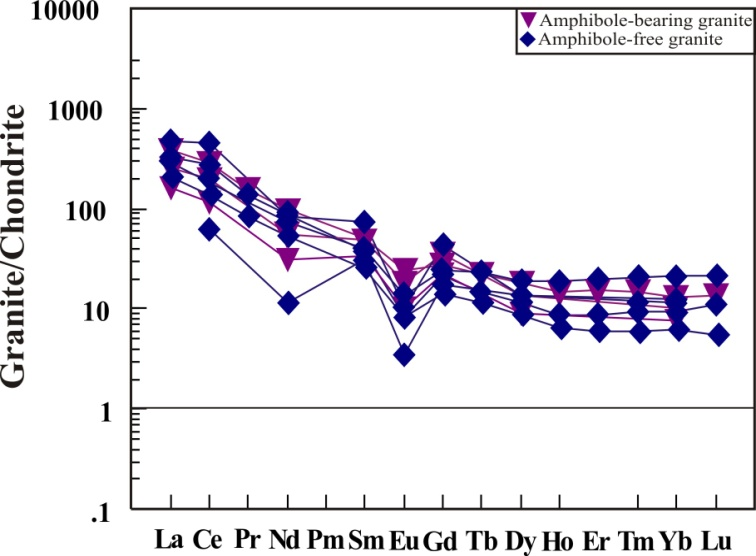 10000
1000
100
10
1
.1
Granite/Chondrite
Amphibole-bearing granite
Amphibole-free granite
La Ce Pr Nd Pm Sm Eu Gd Tb Dy Ho Er Tm Yb Lu